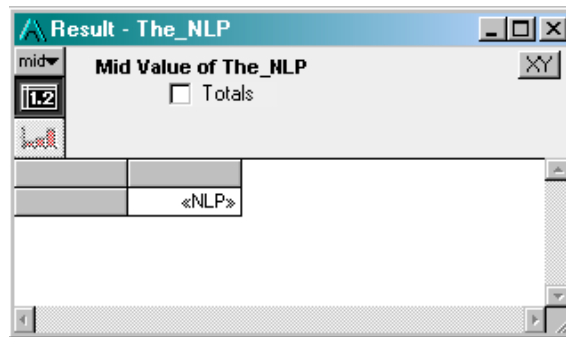 Result - The_NLP
mid
Mid Value of The_NLP
XY
Totals
1.2
«NLP»